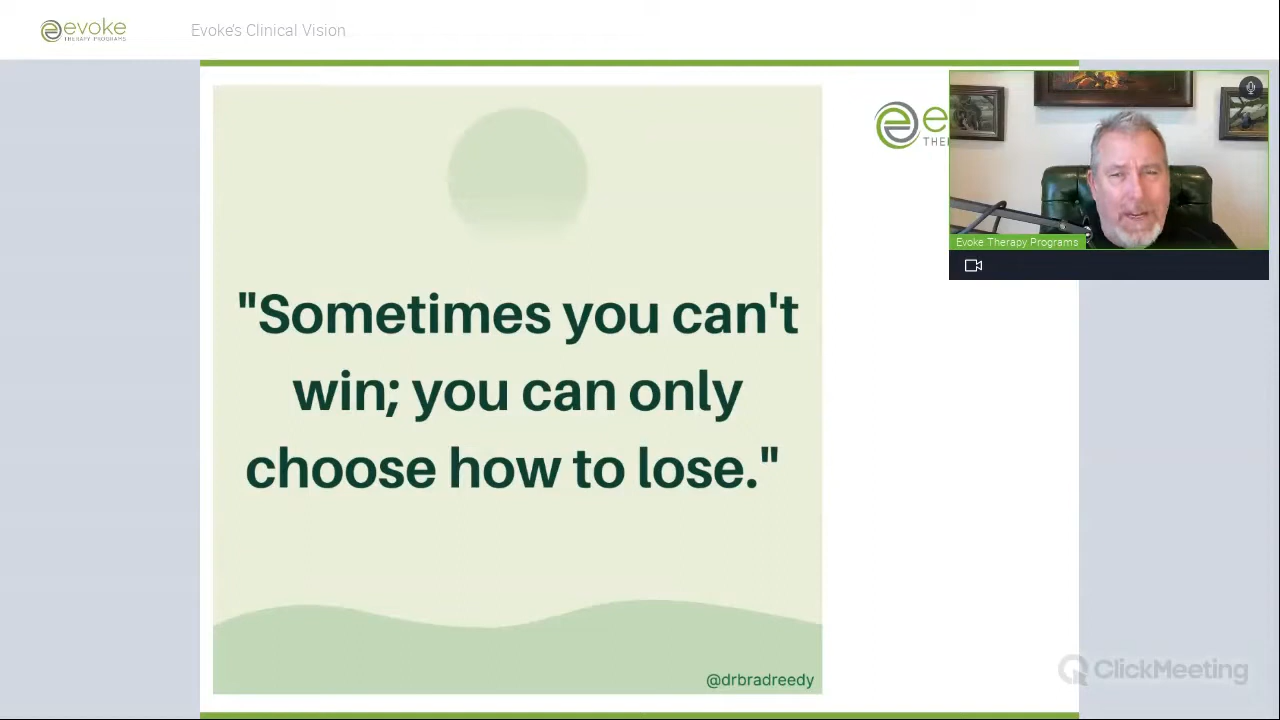 evoke
THERAPY PROGRAMS
Evoke's Clinical Vision
e
THE
Evoke Therapy Programs
"Sometimes you can't
win; you can only
choose how to lose."
@drbradreedy
ClickMeeting